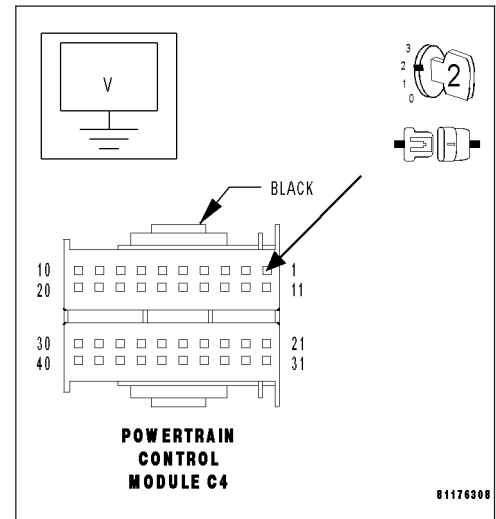 V
3
2
1
0
2
BLACK
10 1
20 11
30 21
40 31
POWERTRAIN
CONTROL
MODULE C4
81176308